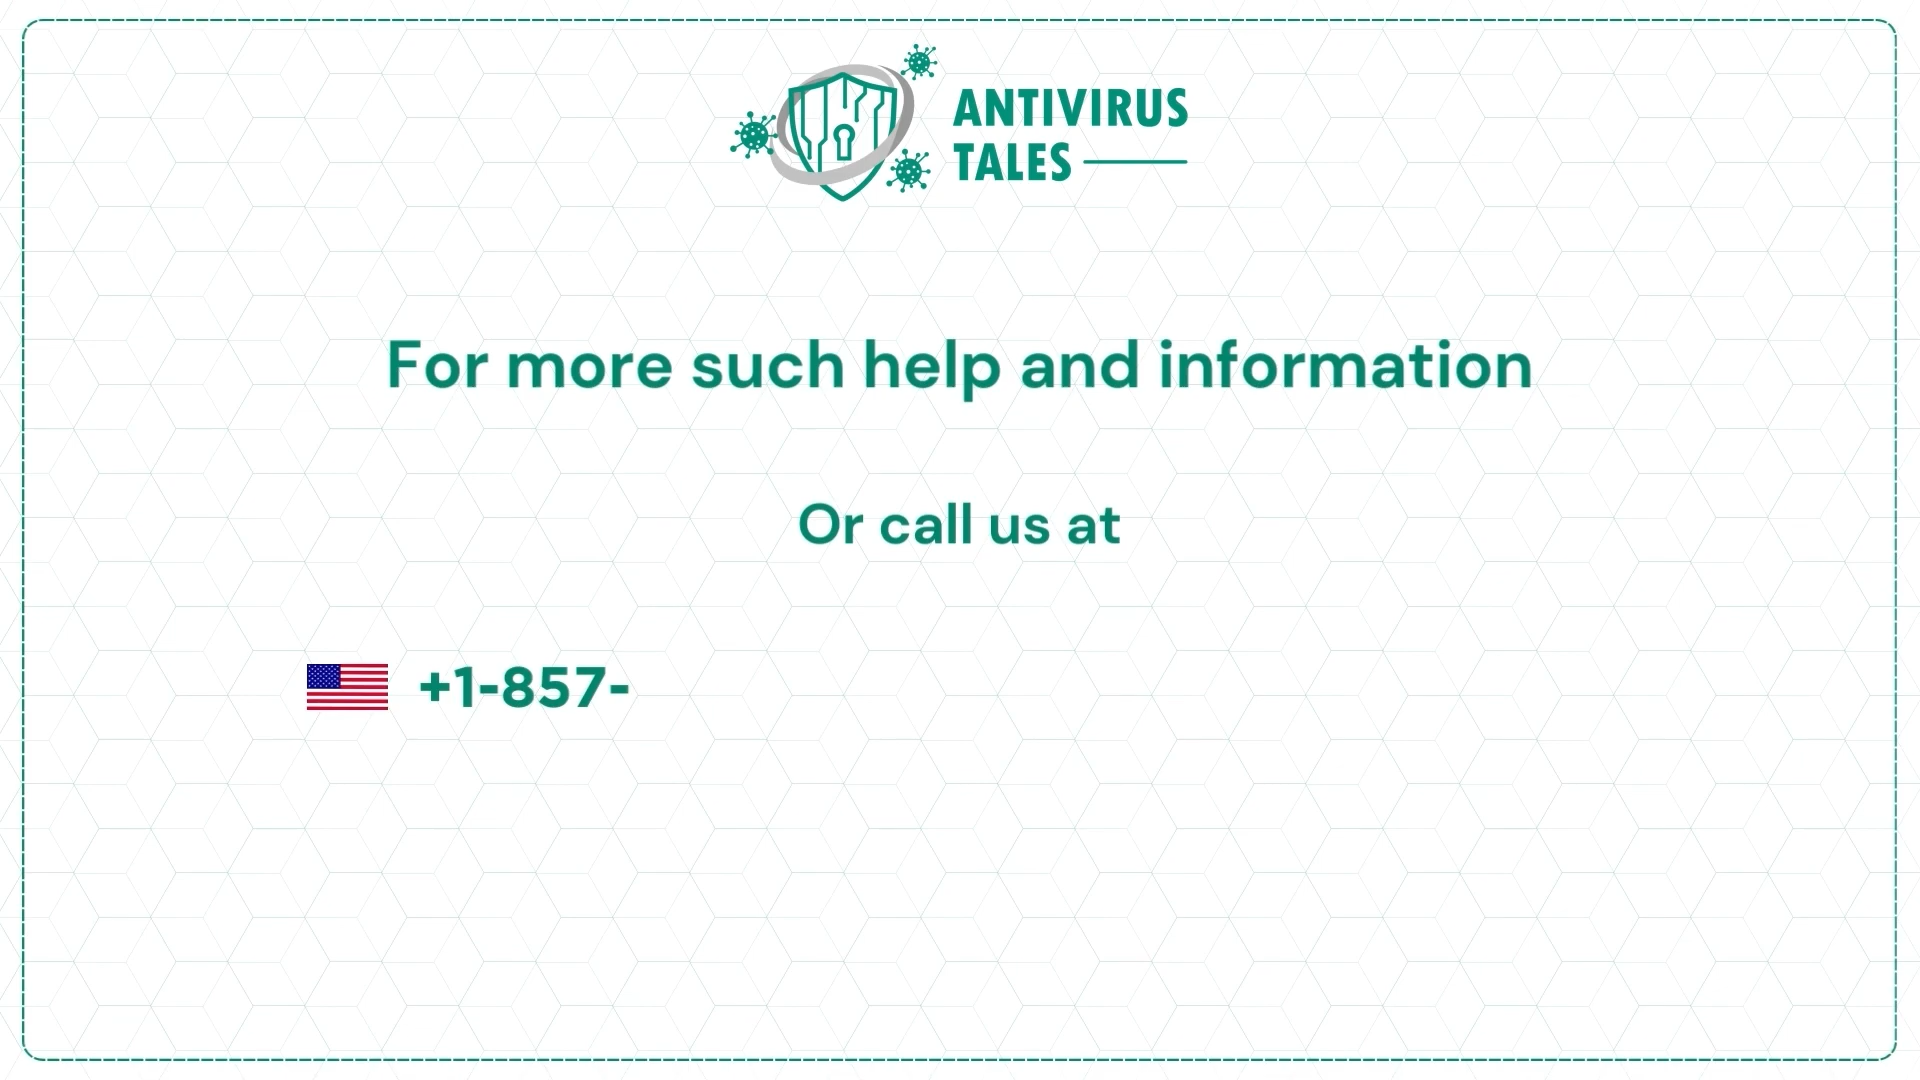 ANTIVIRUS
TALES
For more such help and information
Or call us at
+1-857-